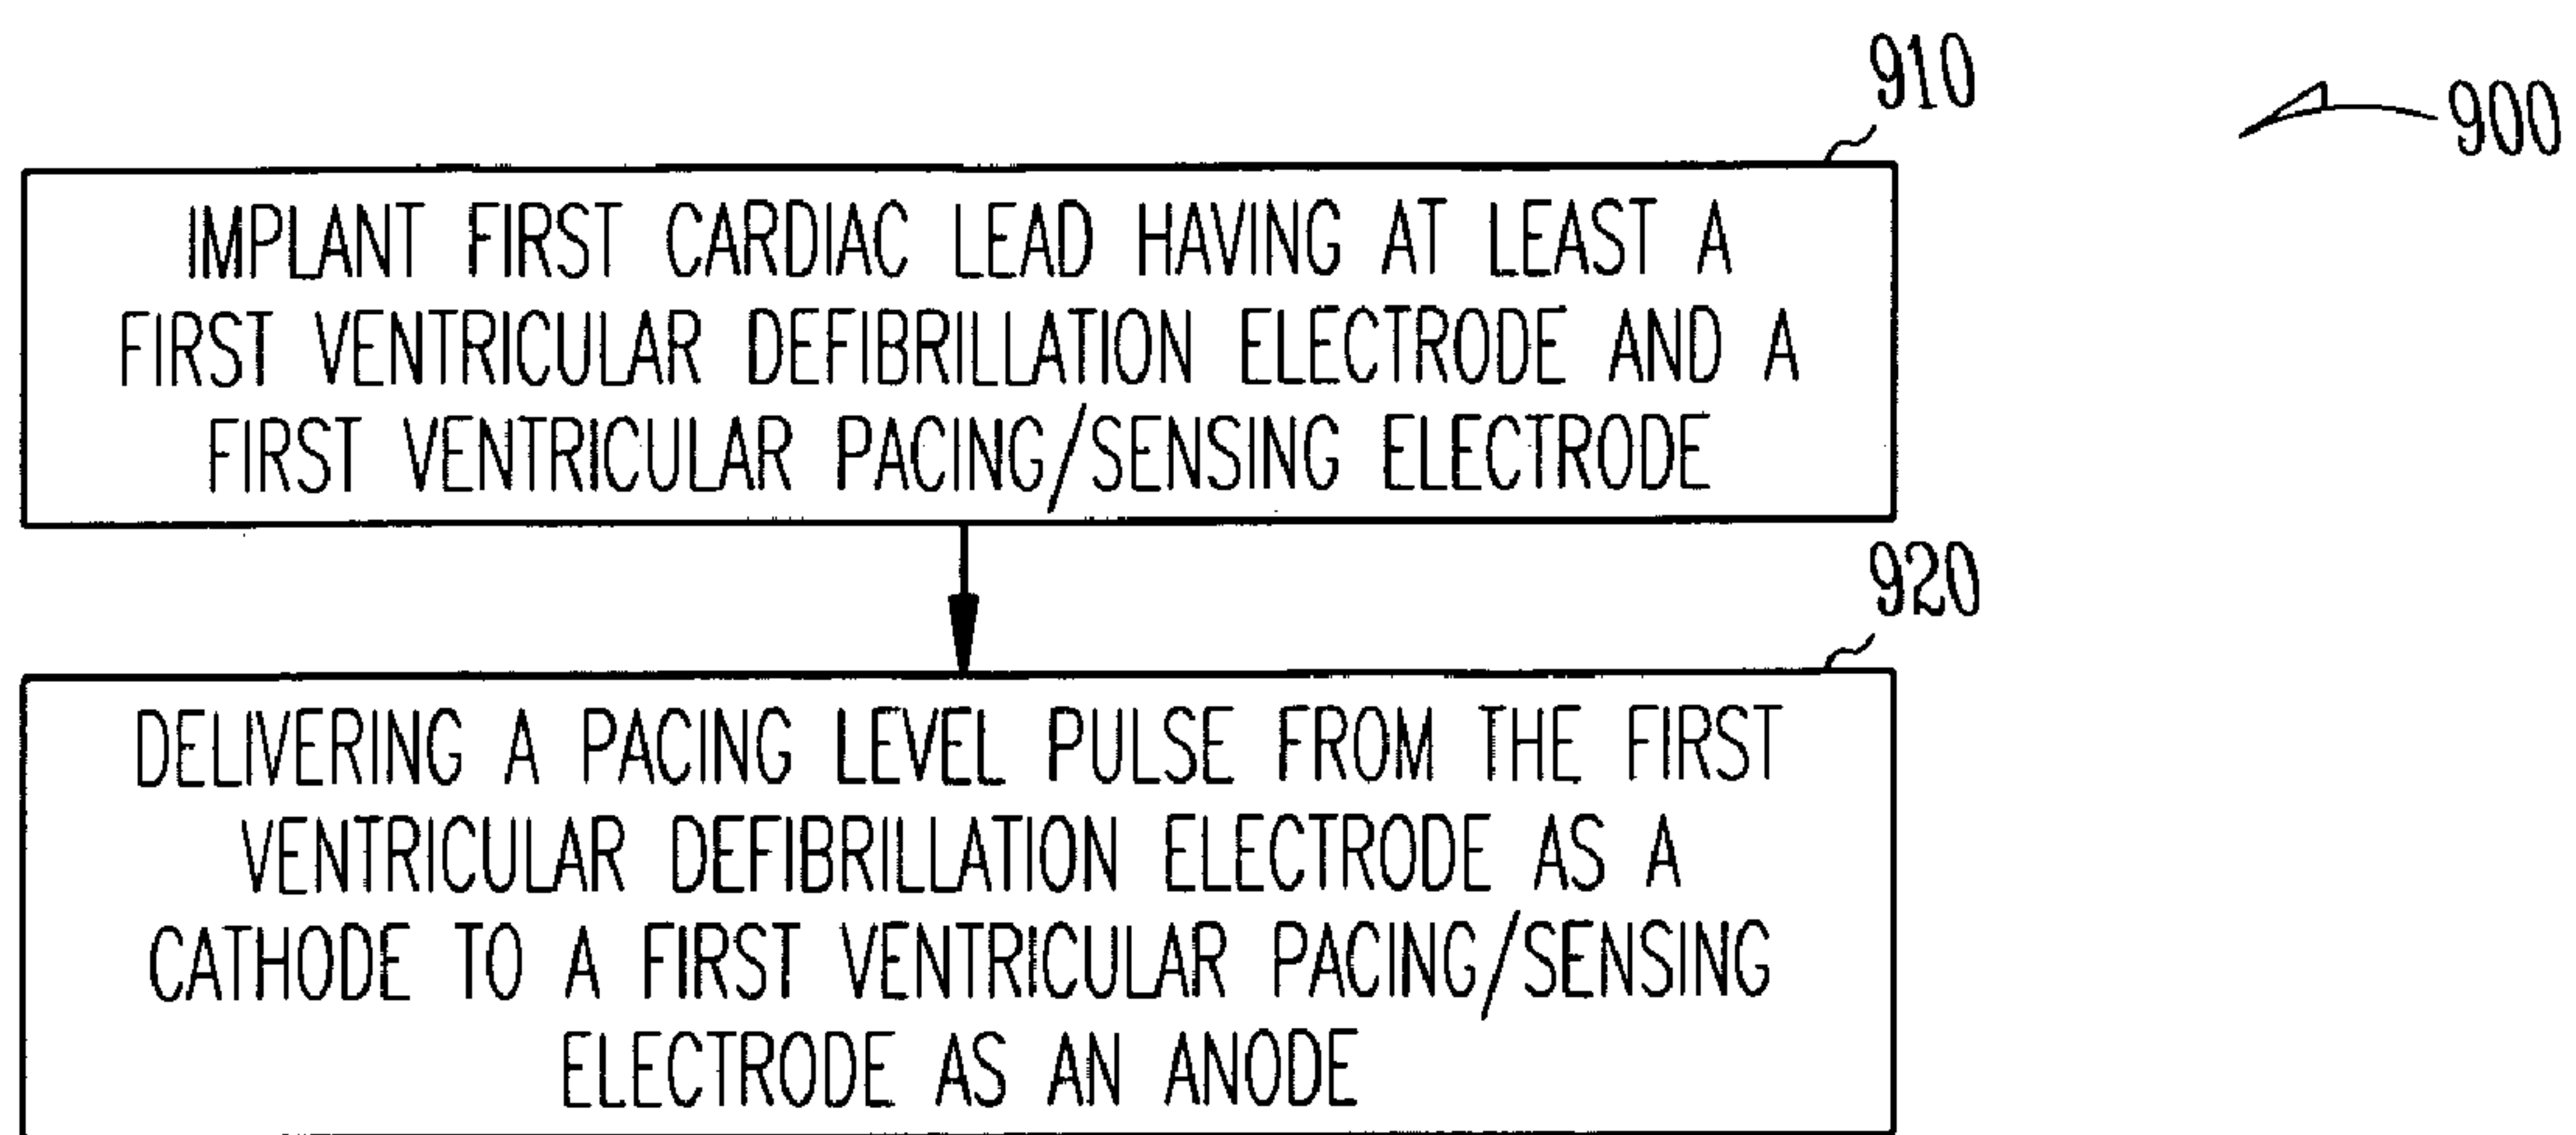 910
900
IMPLANT FIRST CARDIAC LEAD HAVING AT LEAST A
FIRST VENTRICULAR DEFIBRILLATION ELECTRODE AND A
FIRST VENTRICULAR PACING/SENSING ELECTRODE
920
DELIVERING A PACING LEVEL PULSE FROM THE FIRST
VENTRICULAR DEFIBRILLATION ELECTRODE AS A
CATHODE TO A FIRST VENTRICULAR PACING/SENSING
ELECTRODE AS AN ANODE